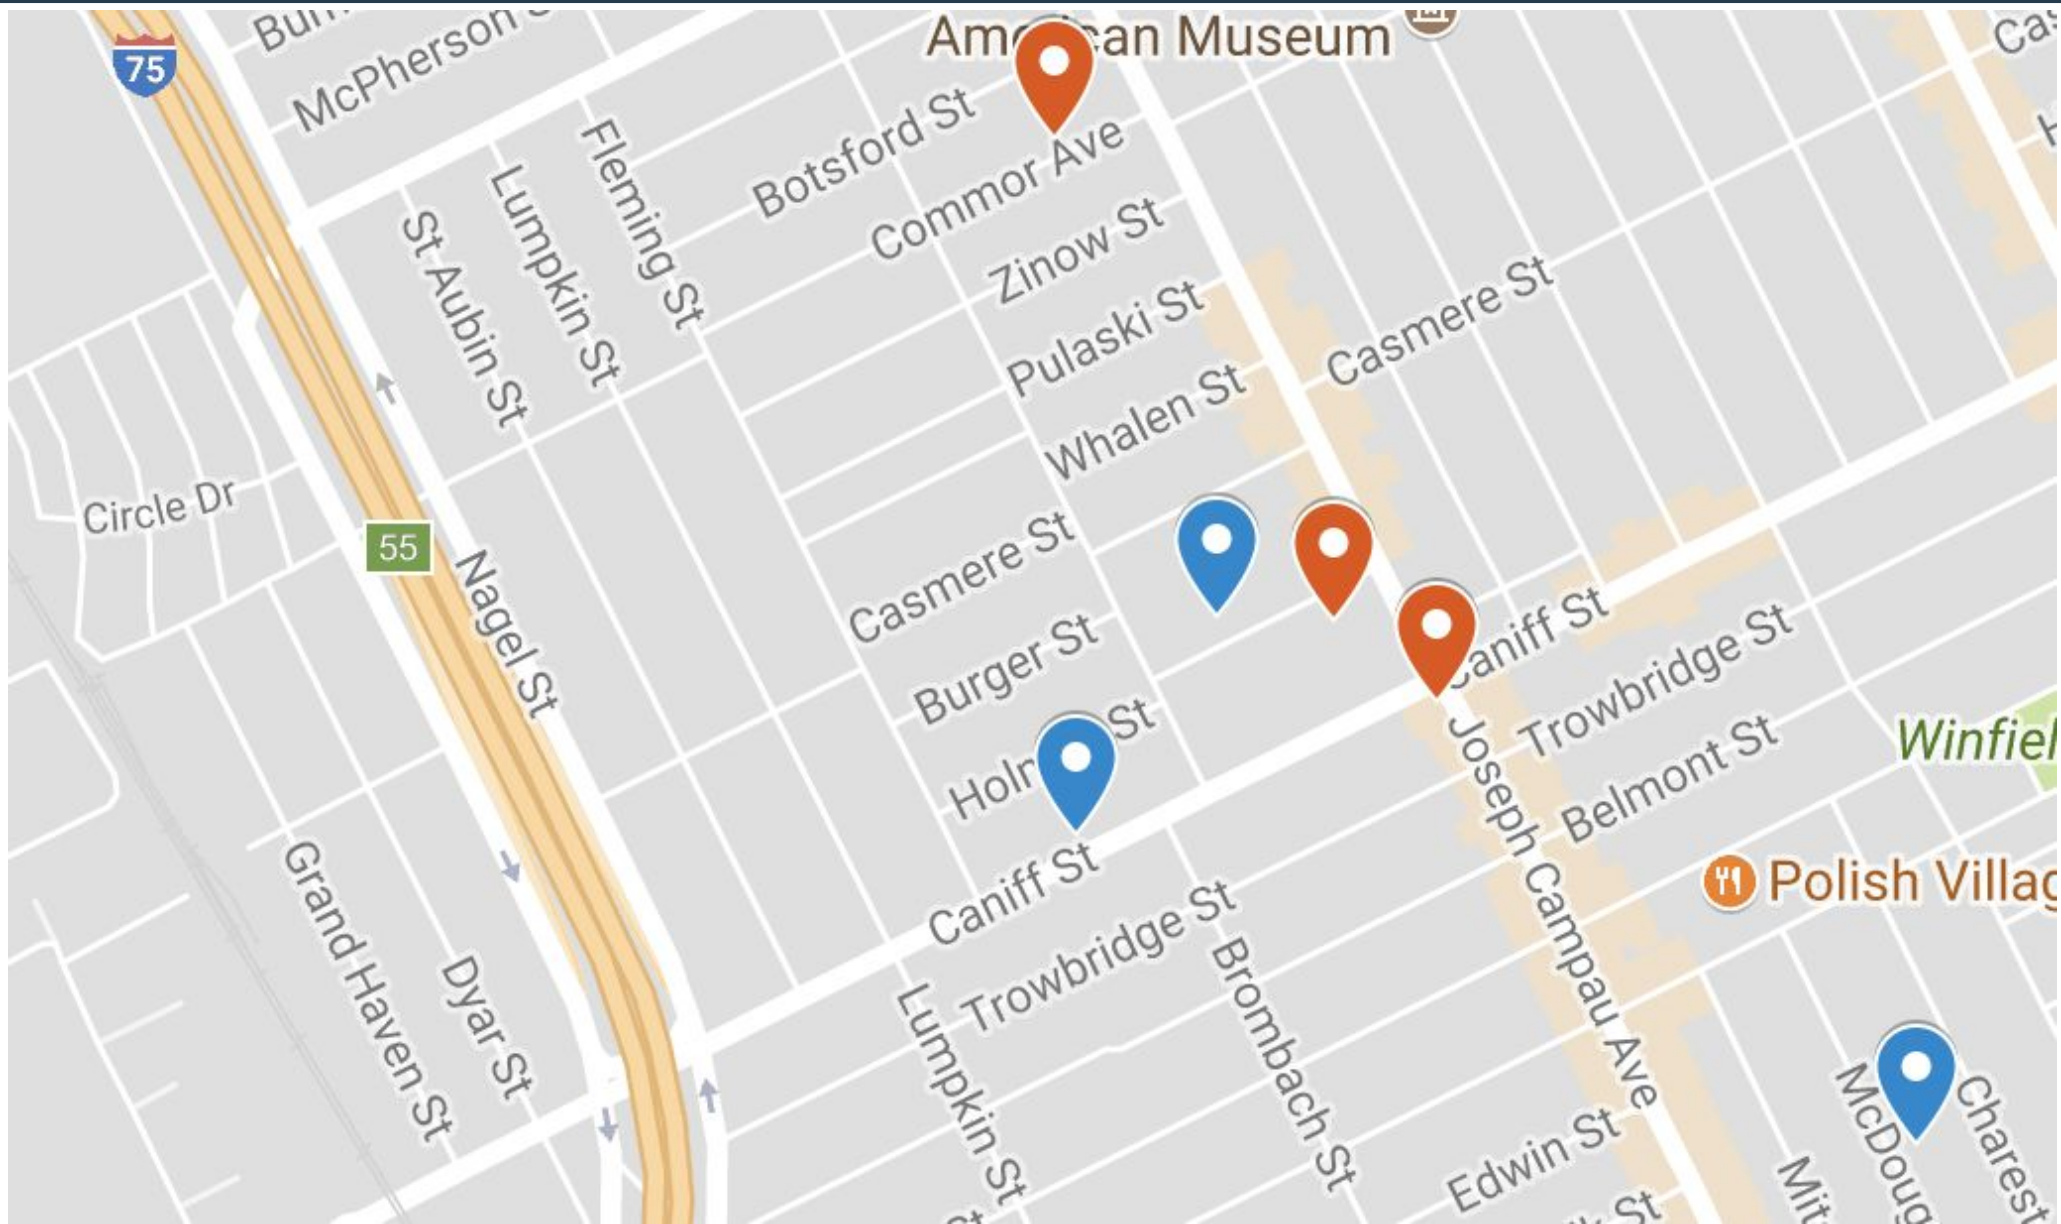 75
McPherson
American Museum
Botsford St
Commor Ave
Fleming St
Lumpkin St
St Aubin St
Zinow St
Pulaski St
Whalen St
Casmere St
Circle Dr
55
Nagel St
Casmere St
Burger St
St
Caniff St
Trowbridge St
Belmont St
Joseph Campau Ave
Winfiel
Polish Villag
Caniff St
Trowbridge St
Grand Haven St
Dyar St
Lumpkin St
Brombach St
Edwin St
St
McDoug
Charest
Mit